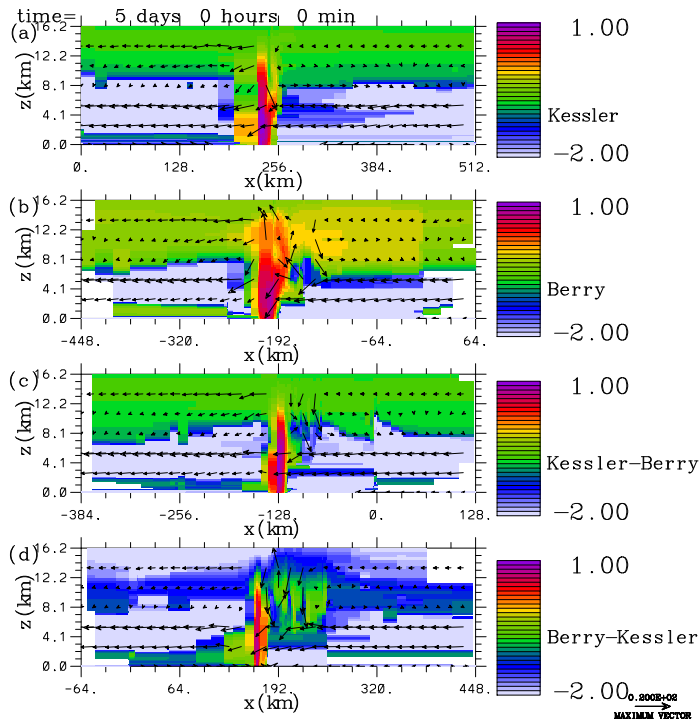 time= 5 days 0 hours 0 min
(a)
16.2
12.2
8.1
4.1
0.0
z(km)
0. 128. 256. 384. 512.
x(km)
1.00
Kessler
-2.00
(b)
16.2
12.2
8.1
4.1
0.0
z(km)
-448. -320. -192. -64. 64.
x(km)
1.00
Berry
-2.00
(c)
16.2
12.2
8.1
4.1
0.0
z(km)
-384. -256. -128. 0. 128.
x(km)
1.00
Kessler-Berry
-2.00
(d)
16.2
12.2
8.1
4.1
0.0
z(km)
-64. 64. 192. 320. 448.
x(km)
1.00
Berry-Kessler
-2.00
0.200E+02
MAXIMUM VECTOR